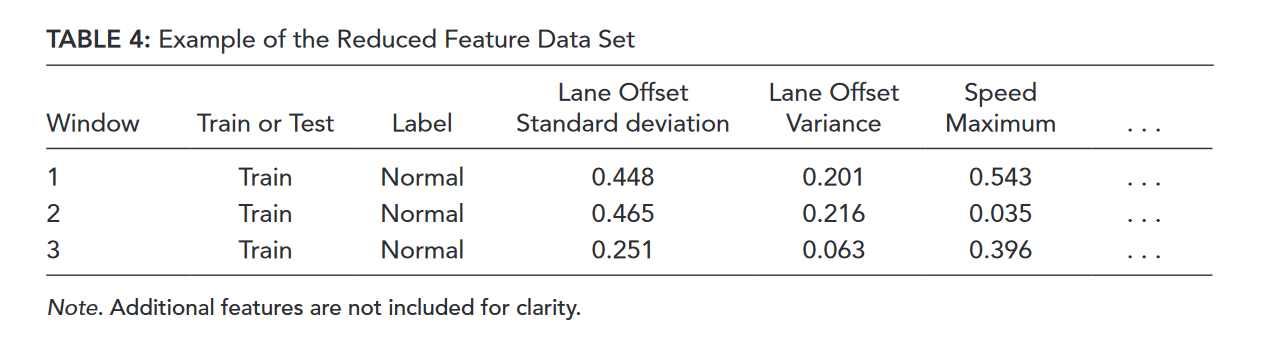 TABLE 4: Example of the Reduced Feature Data Set
Lane Offset Lane Offset Speed
Window Train or Test Label Standard deviation Variance Maximum . . .
1 Train Normal 0.448 0.201 0.543 . . .
2 Train Normal 0.465 0.216 0.035 . . .
3 Train Normal 0.251 0.063 0.396 . . .
Note. Additional features are not included for clarity.